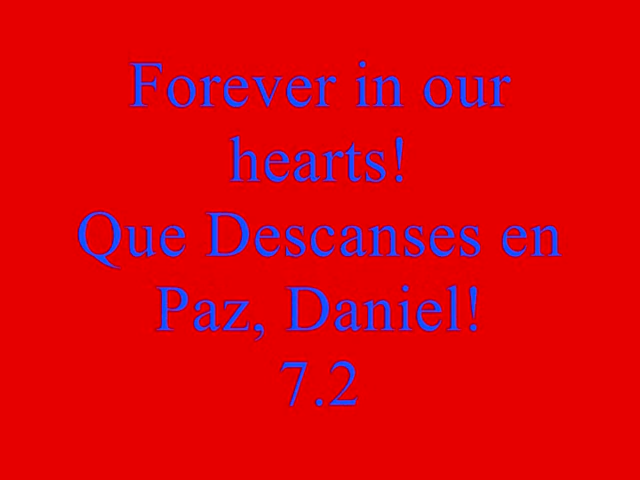 Forever in our
hearts!
Que Descanses en
Paz, Daniel!
7.2